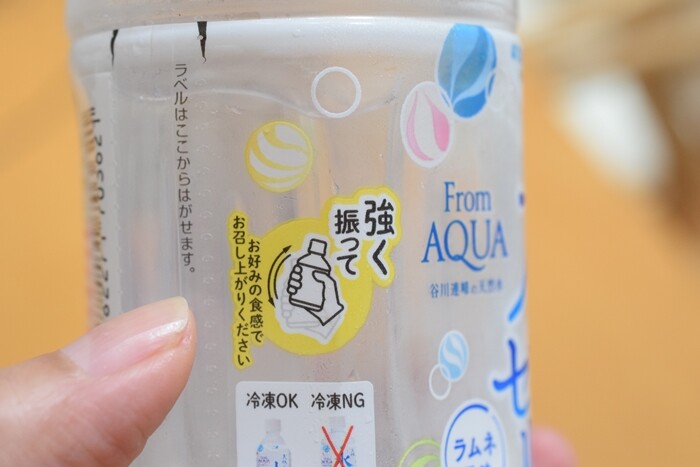 ラベルはここからはがせます。
強く
振って
お好みの食感で
お召し上がりください
From
AQUA
谷川連峰の天然水
冷凍OK
冷凍NG
ラムネ